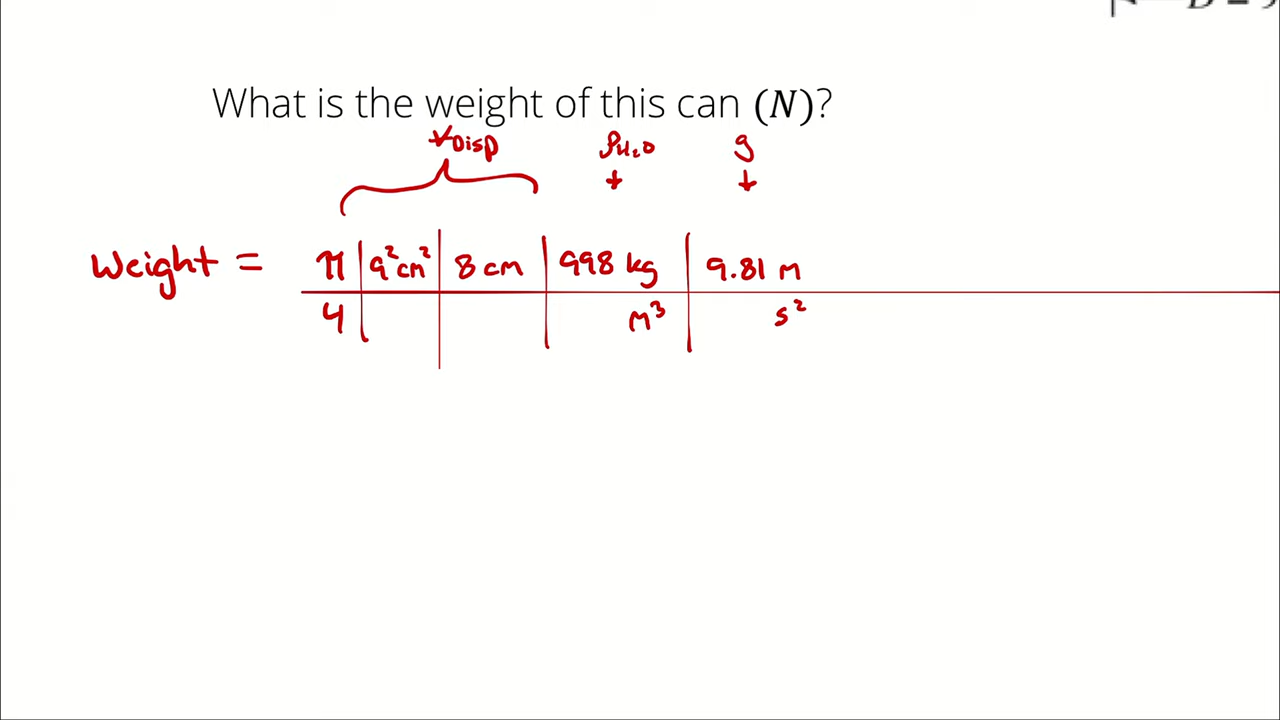 What is the weight of this can (N)?
V Disp ρH₂O g
Weight = π 9² cm² 8 cm 998 kg 9.81 m
4 m³ s²